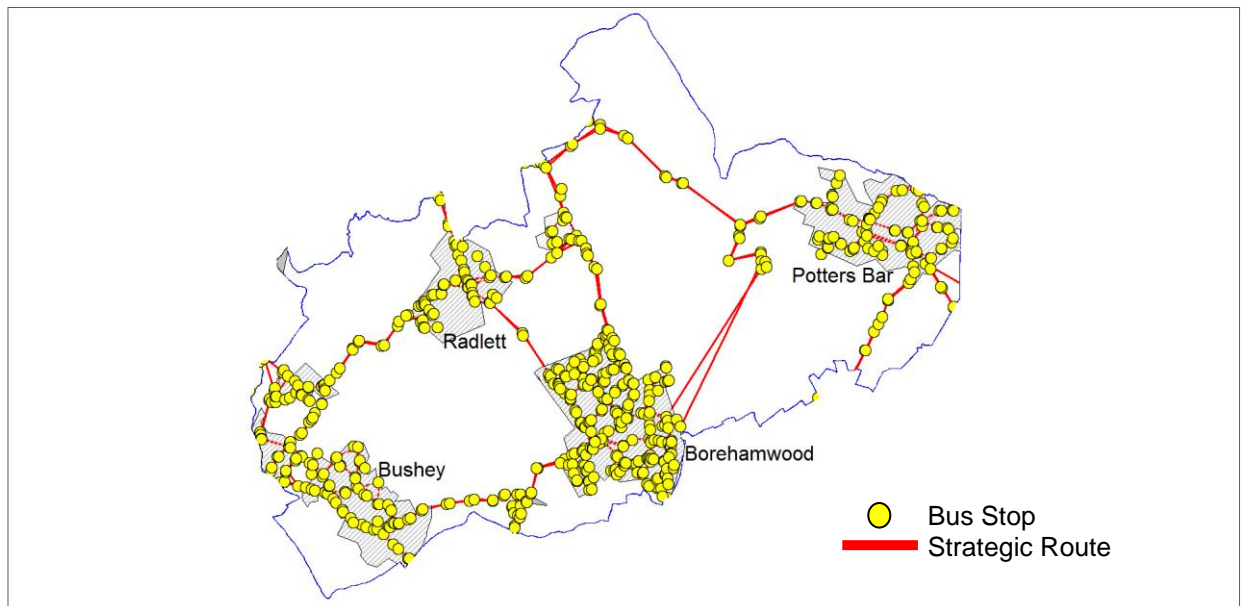 Potters Bar
Radlett
Borehamwood
Bushey
Bus Stop
Strategic Route